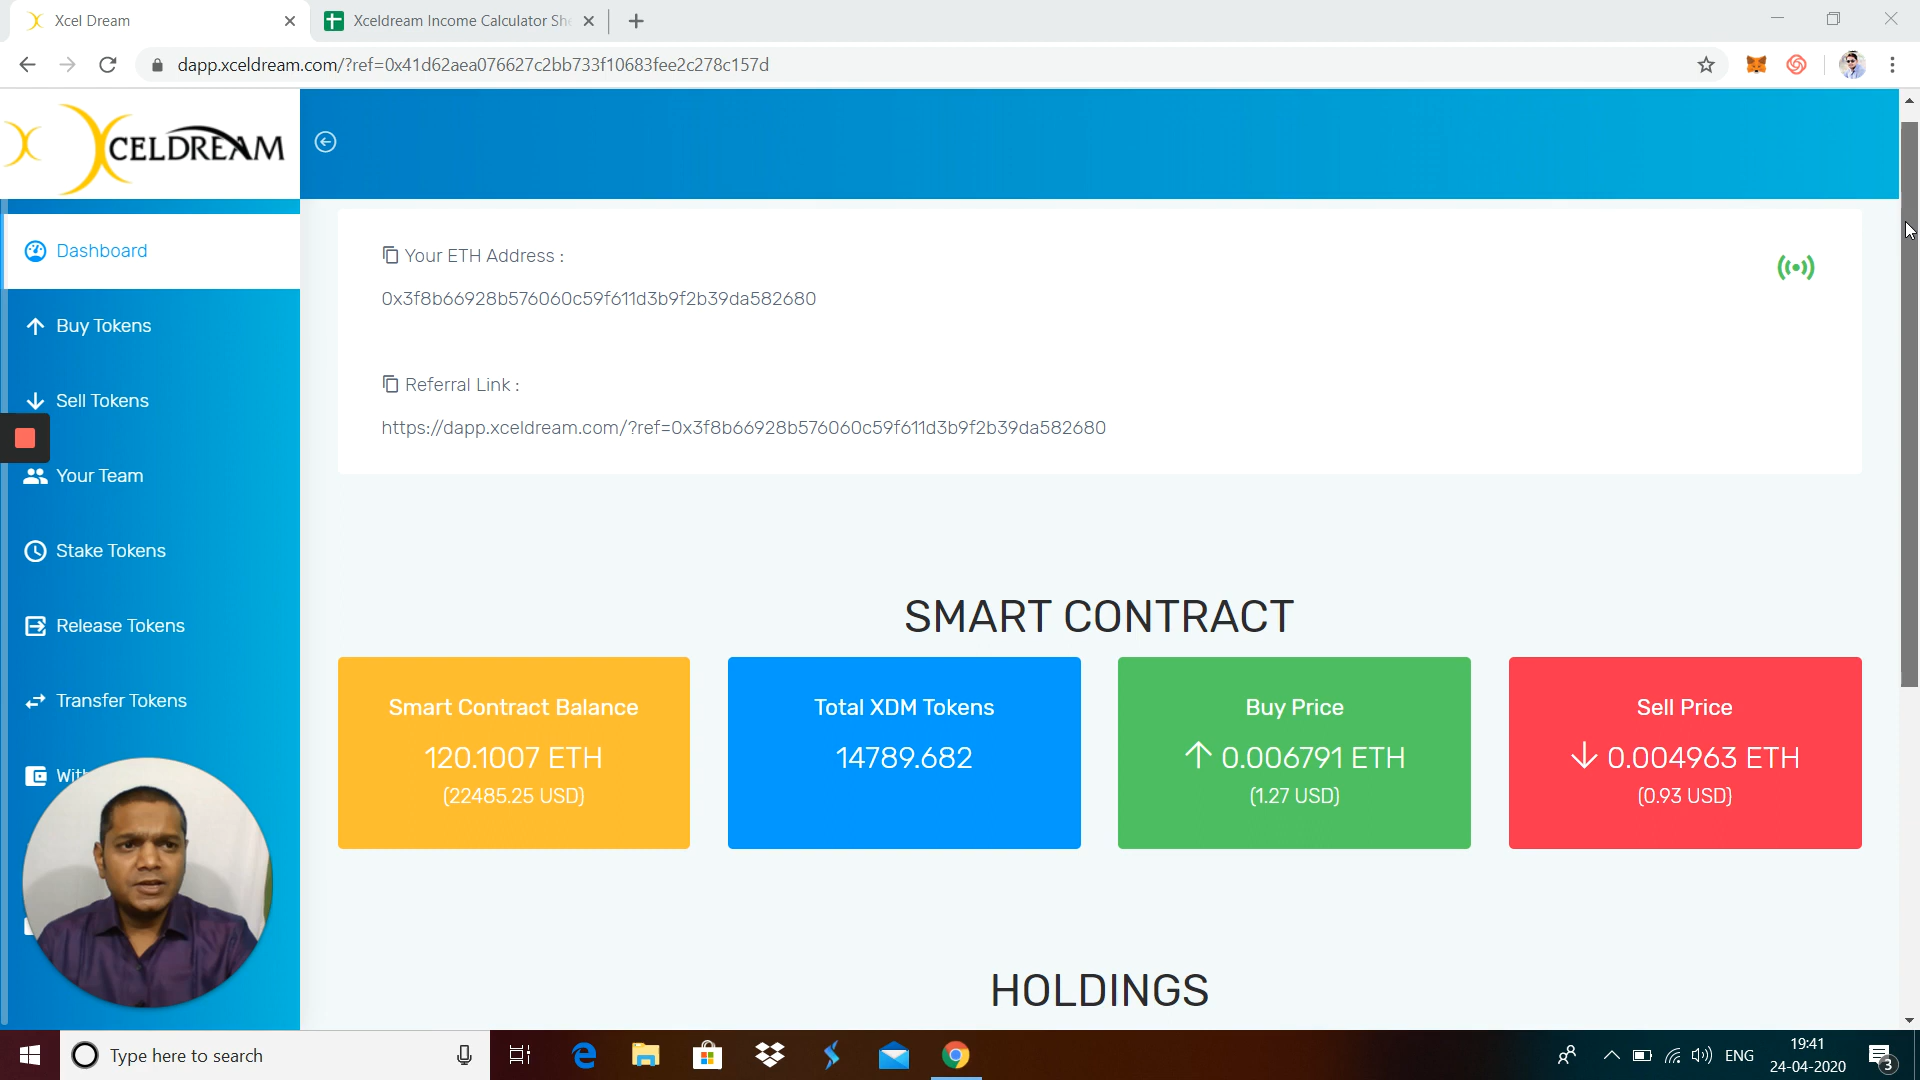 Xcel Dream
Xceldream Income Calculator She
dapp.xceldream.com/?ref=0x41d62aea076627c2bb733f10683fee2c278c157d
XCELDREAM
Dashboard
Buy Tokens
Sell Tokens
Your Team
Stake Tokens
Release Tokens
Transfer Tokens
With
Your ETH Address :
0x3f8b66928b576060c59f611d3b9f2b39da582680
Referral Link :
https://dapp.xceldream.com/?ref=0x3f8b66928b576060c59f611d3b9f2b39da582680
SMART CONTRACT
Smart Contract Balance
120.1007 ETH
(22485.25 USD)
Total XDM Tokens
14789.682
Buy Price
↑ 0.006791 ETH
(1.27 USD)
Sell Price
↓ 0.004963 ETH
(0.93 USD)
HOLDINGS
Type here to search
ENG
19:41
24-04-2020
3